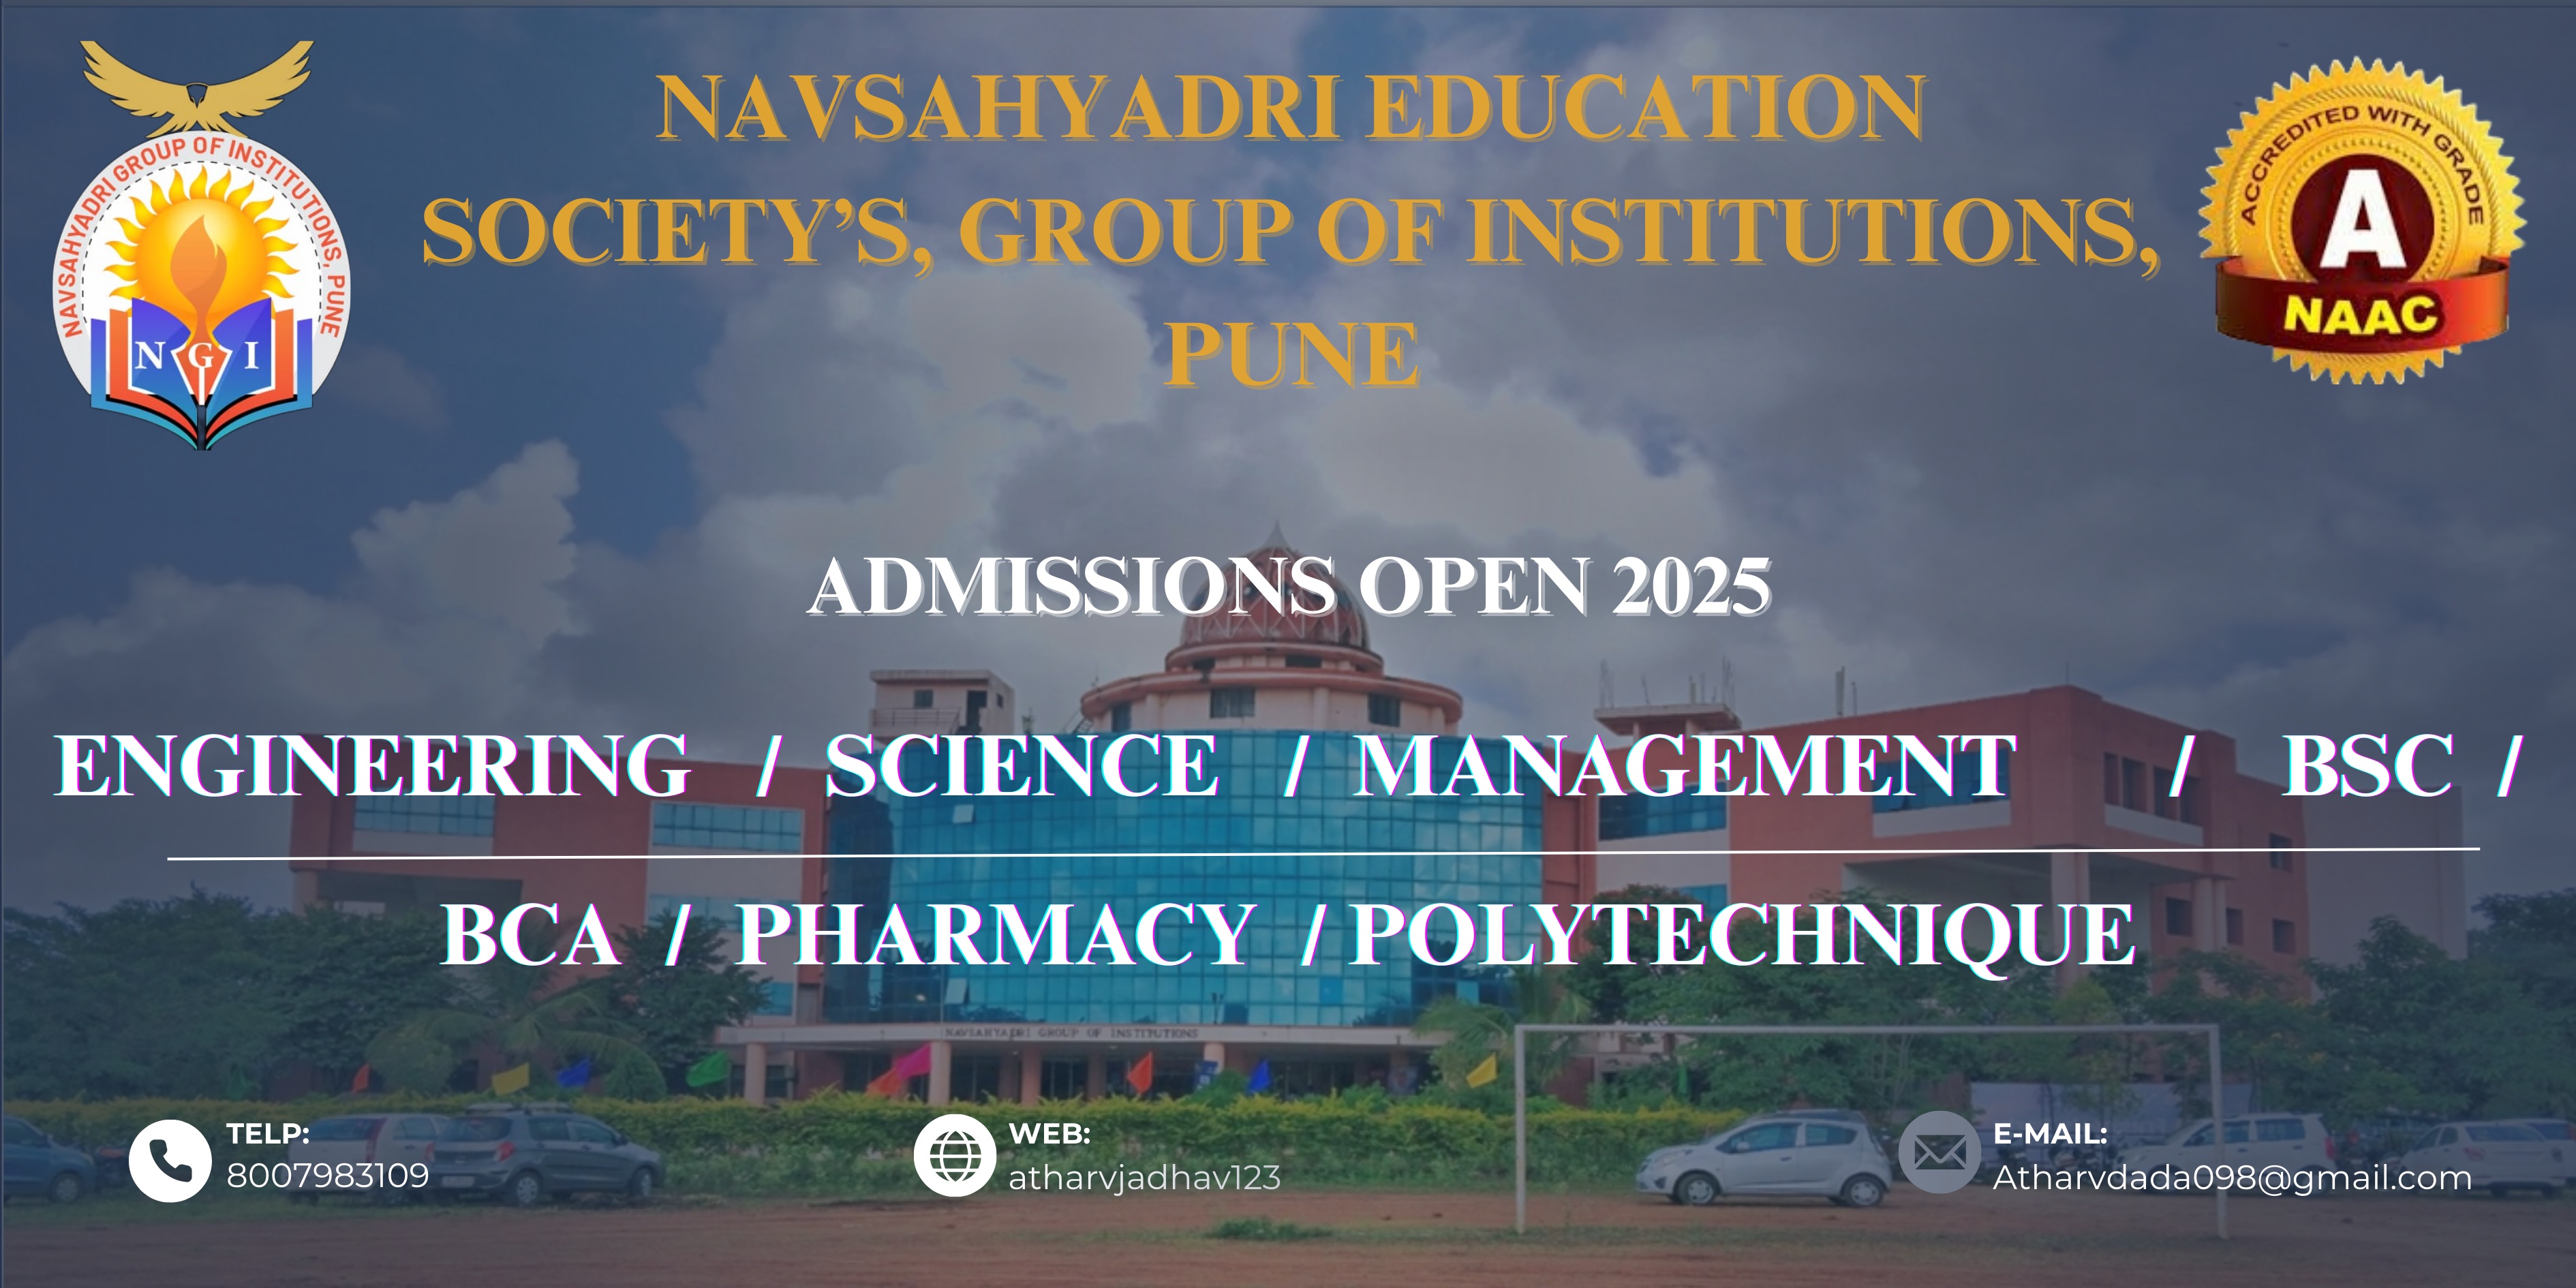 NAVSAHYADRI EDUCATION
SOCIETY'S, GROUP OF INSTITUTIONS,
PUNE
NAVSAHYADRI GROUP OF INSTITUTIONS, PUNE
N G I
ACCREDITED WITH GRADE
A
NAAC
ADMISSIONS OPEN 2025
ENGINEERING / SCIENCE / MANAGEMENT / BSC /
BCA / PHARMACY / POLYTECHNIQUE
NAVSAHYADRI GROUP OF INSTITUTIONS
TELP:
8007983109
WEB:
atharvjadhav123
E-MAIL:
Atharvdada098@gmail.com